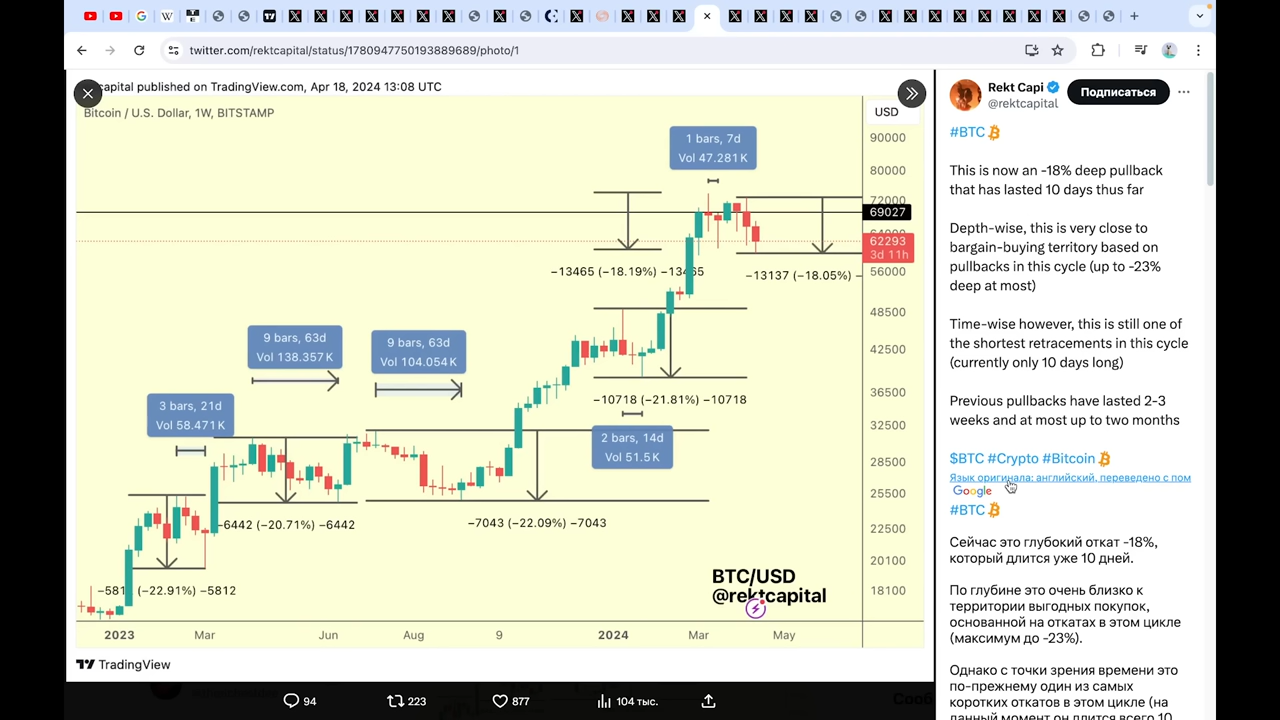 twitter.com/rektcapital/status/1780947750193889689/photo/1
capital published on TradingView.com, Apr 18, 2024 13:08 UTC
Bitcoin / U.S. Dollar, 1W, BITSTAMP
USD
90000
80000
72000
69027
62293
3d 11h
56000
48500
42500
36500
32500
28500
25500
22500
20100
18100
1 bars, 7d
Vol 47.281K
−13465 (−18.19%) −13465
−13137 (−18.05%) −
9 bars, 63d
Vol 138.357K
9 bars, 63d
Vol 104.054K
−10718 (−21.81%) −10718
3 bars, 21d
Vol 58.471K
2 bars, 14d
Vol 51.5K
−6442 (−20.71%) −6442
−7043 (−22.09%) −7043
(−22.91%) −5812
BTC/USD
@rektcapital
2023 Mar Jun Aug 9 2024 Mar May
TradingView
94 223 877 104 тыс.
Rekt Capi
@rektcapital
Подписаться
#BTC
This is now an -18% deep pullback
that has lasted 10 days thus far
Depth-wise, this is very close to
bargain-buying territory based on
pullbacks in this cycle (up to -23%
deep at most)
Time-wise however, this is still one of
the shortest retracements in this cycle
(currently only 10 days long)
Previous pullbacks have lasted 2-3
weeks and at most up to two months
$BTC #Crypto #Bitcoin
Язык оригинала: английский, переведено с пом
Google
#BTC
Сейчас это глубокий откат -18%,
который длится уже 10 дней.
По глубине это очень близко к
территории выгодных покупок,
основанной на откатах в этом цикле
(максимум до -23%).
Однако с точки зрения времени это
по-прежнему один из самых
коротких откатов в этом цикле (на
данный момент он длится всего 10